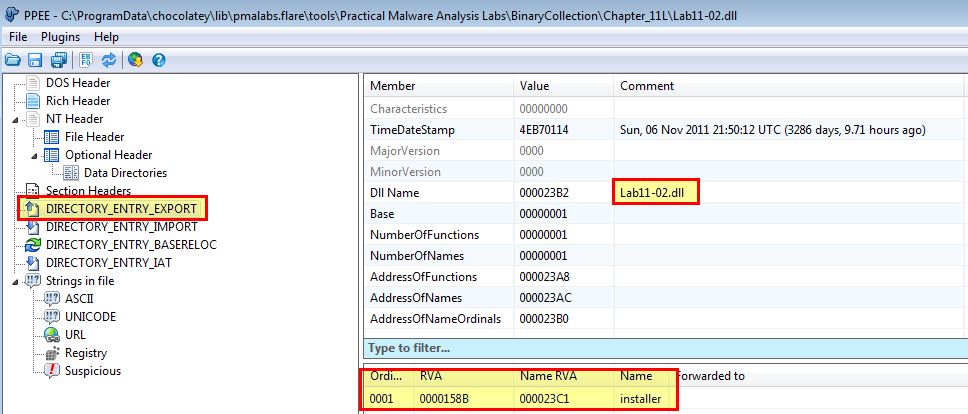 PPEE - C:\ProgramData\chocolatey\lib\pmalabs.flare\tools\Practical Malware Analysis Labs\BinaryCollection\Chapter_11L\Lab11-02.dll
File Plugins Help
DOS Header
Rich Header
NT Header
File Header
Optional Header
Data Directories
Section Headers
DIRECTORY_ENTRY_EXPORT
DIRECTORY_ENTRY_IMPORT
DIRECTORY_ENTRY_BASERELOC
DIRECTORY_ENTRY_IAT
Strings in file
ASCII
UNICODE
URL
Registry
Suspicious
Member Value Comment
Characteristics 00000000
TimeDateStamp 4EB70114 Sun, 06 Nov 2011 21:50:12 UTC (3286 days, 9.71 hours ago)
MajorVersion 0000
MinorVersion 0000
Dll Name 000023B2 Lab11-02.dll
Base 00000001
NumberOfFunctions 00000001
NumberOfNames 00000001
AddressOfFunctions 000023A8
AddressOfNames 000023AC
AddressOfNameOrdinals 000023B0
Type to filter...
Ordi... RVA Name RVA Name Forwarded to
0001 0000158B 000023C1 installer